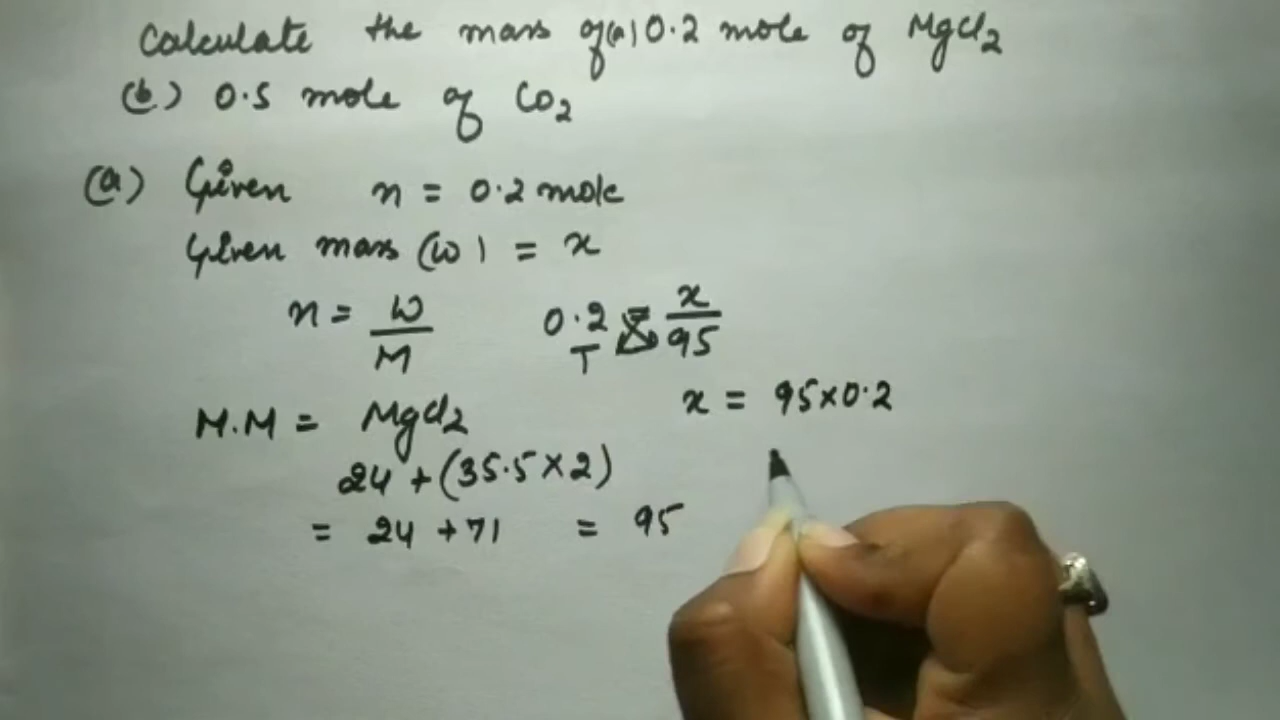 Calculate the mass of (a) 0.2 mole of MgCl2
(b) 0.5 mole of CO2
(a) Given n = 0.2 mole
Given mass (w) = x
n = w/M 0.2/1 = x/95
x = 95×0.2
M.M = MgCl2
24 + (35.5×2)
= 24 + 71 = 95